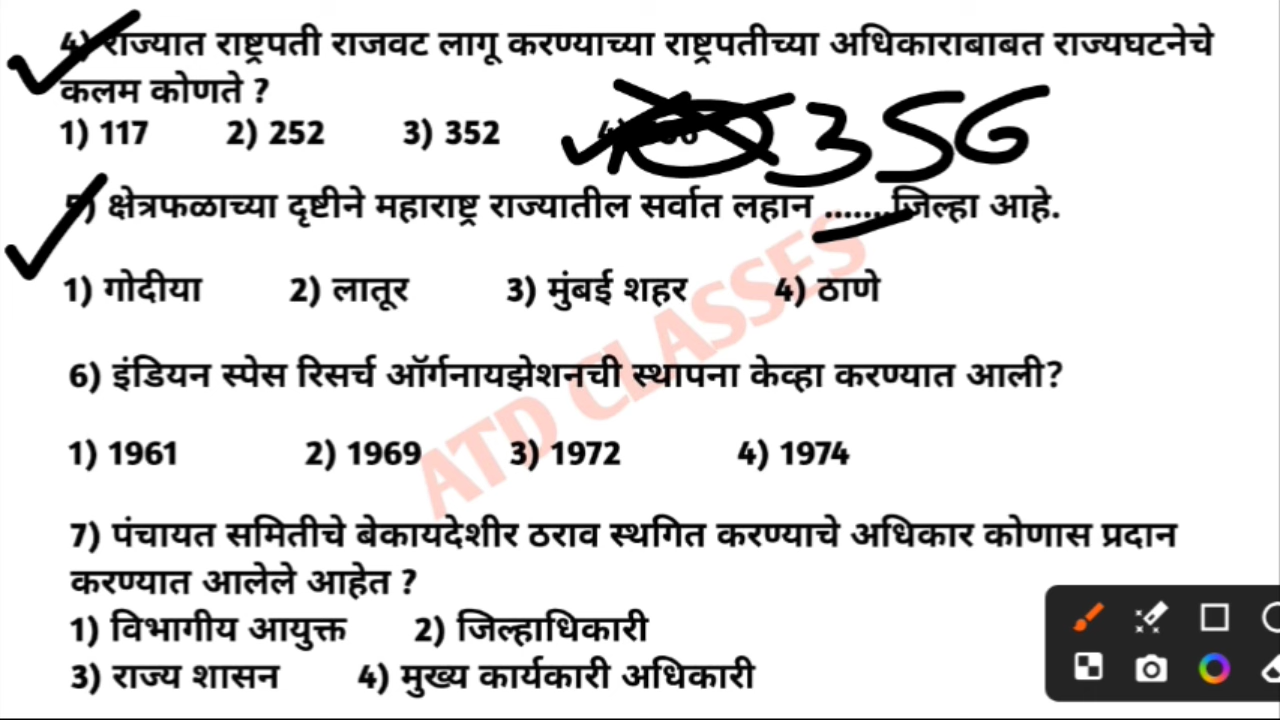 4) राज्यात राष्ट्रपती राजवट लागू करण्याच्या राष्ट्रपतीच्या अधिकाराबाबत राज्यघटनेचे
कलम कोणते ?
1) 117 2) 252 3) 352 4) 356
5) क्षेत्रफळाच्या दृष्टीने महाराष्ट्र राज्यातील सर्वात लहान .......जिल्हा आहे.
1) गोदीया 2) लातूर 3) मुंबई शहर 4) ठाणे
6) इंडियन स्पेस रिसर्च ऑर्गनायझेशनची स्थापना केव्हा करण्यात आली?
1) 1961 2) 1969 3) 1972 4) 1974
7) पंचायत समितीचे बेकायदेशीर ठराव स्थगित करण्याचे अधिकार कोणास प्रदान
करण्यात आलेले आहेत ?
1) विभागीय आयुक्त 2) जिल्हाधिकारी
3) राज्य शासन 4) मुख्य कार्यकारी अधिकारी
ATD CLASSES